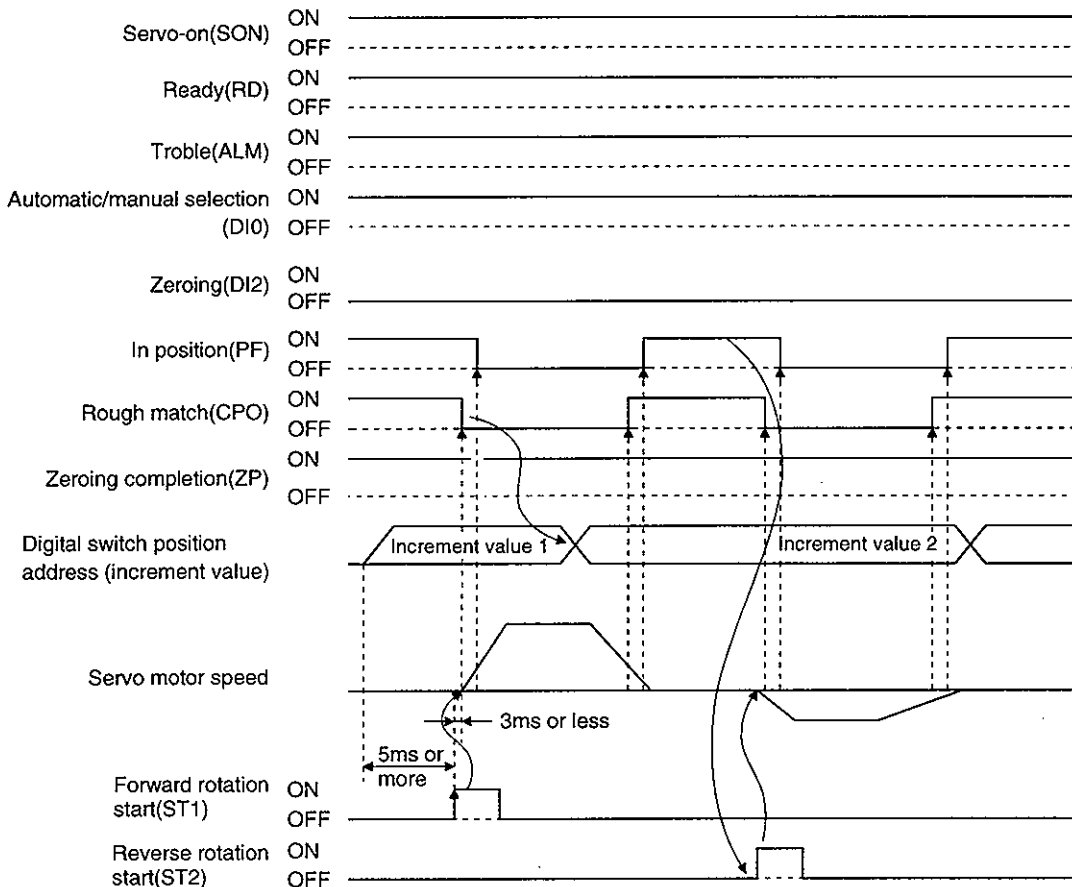 Servo-on(SON) ON
OFF
Ready(RD) ON
OFF
Troble(ALM) ON
OFF
Automatic/manual selection ON
(DI0) OFF
Zeroing(DI2) ON
OFF
In position(PF) ON
OFF
Rough match(CPO) ON
OFF
Zeroing completion(ZP) ON
OFF
Digital switch position
address (increment value)
Increment value 1 Increment value 2
Servo motor speed
3ms or less
5ms or
more
Forward rotation ON
start(ST1) OFF
Reverse rotation ON
start(ST2) OFF